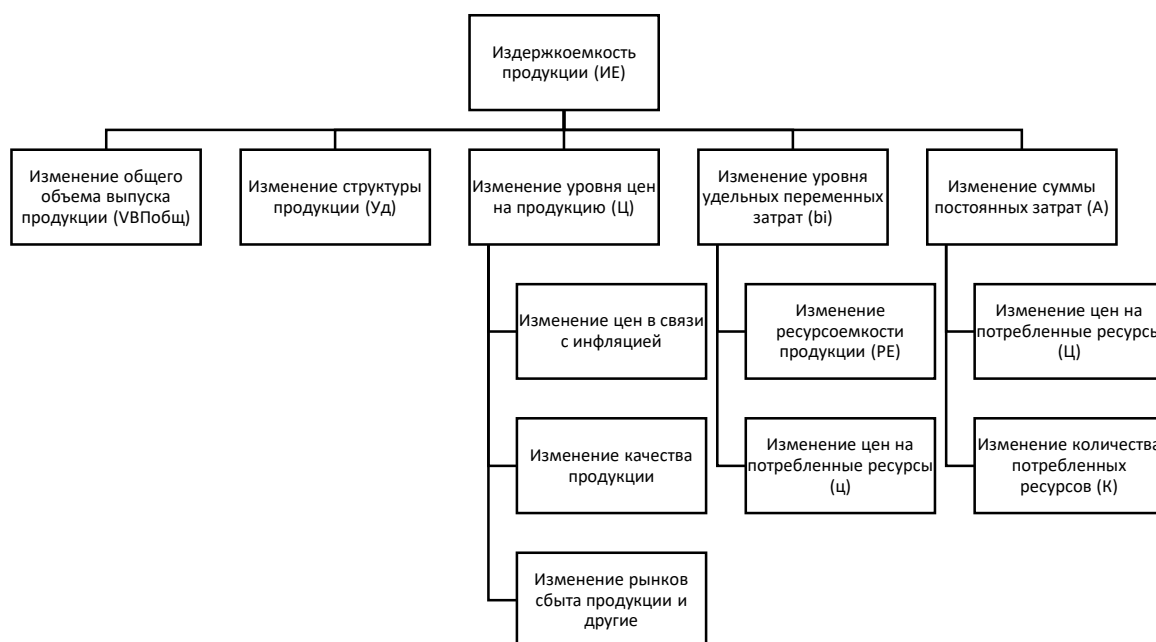 Издержкоемкость
продукции (ИЕ)
Изменение общего
объема выпуска
продукции (VВПобщ)
Изменение структуры
продукции (Уд)
Изменение уровня цен
на продукцию (Ц)
Изменение уровня
удельных переменных
затрат (bi)
Изменение суммы
постоянных затрат (А)
Изменение цен в связи
с инфляцией
Изменение качества
продукции
Изменение рынков
сбыта продукции и
другие
Изменение
ресурсоемкости
продукции (РЕ)
Изменение цен на
потребленные ресурсы
(ц)
Изменение цен на
потребленные ресурсы
(Ц)
Изменение количества
потребленных
ресурсов (К)